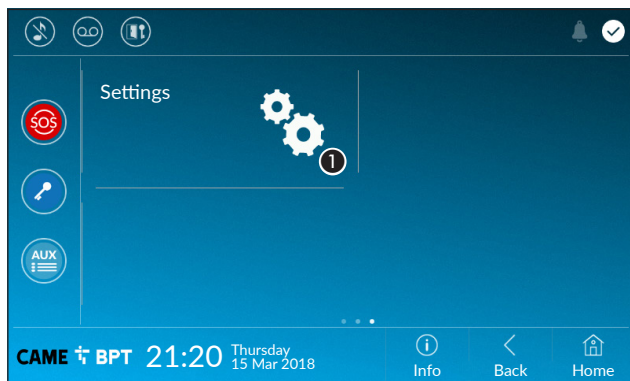 Settings
SOS
1
AUX
CAME BPT 21:20 Thursday
15 Mar 2018
Info Back Home